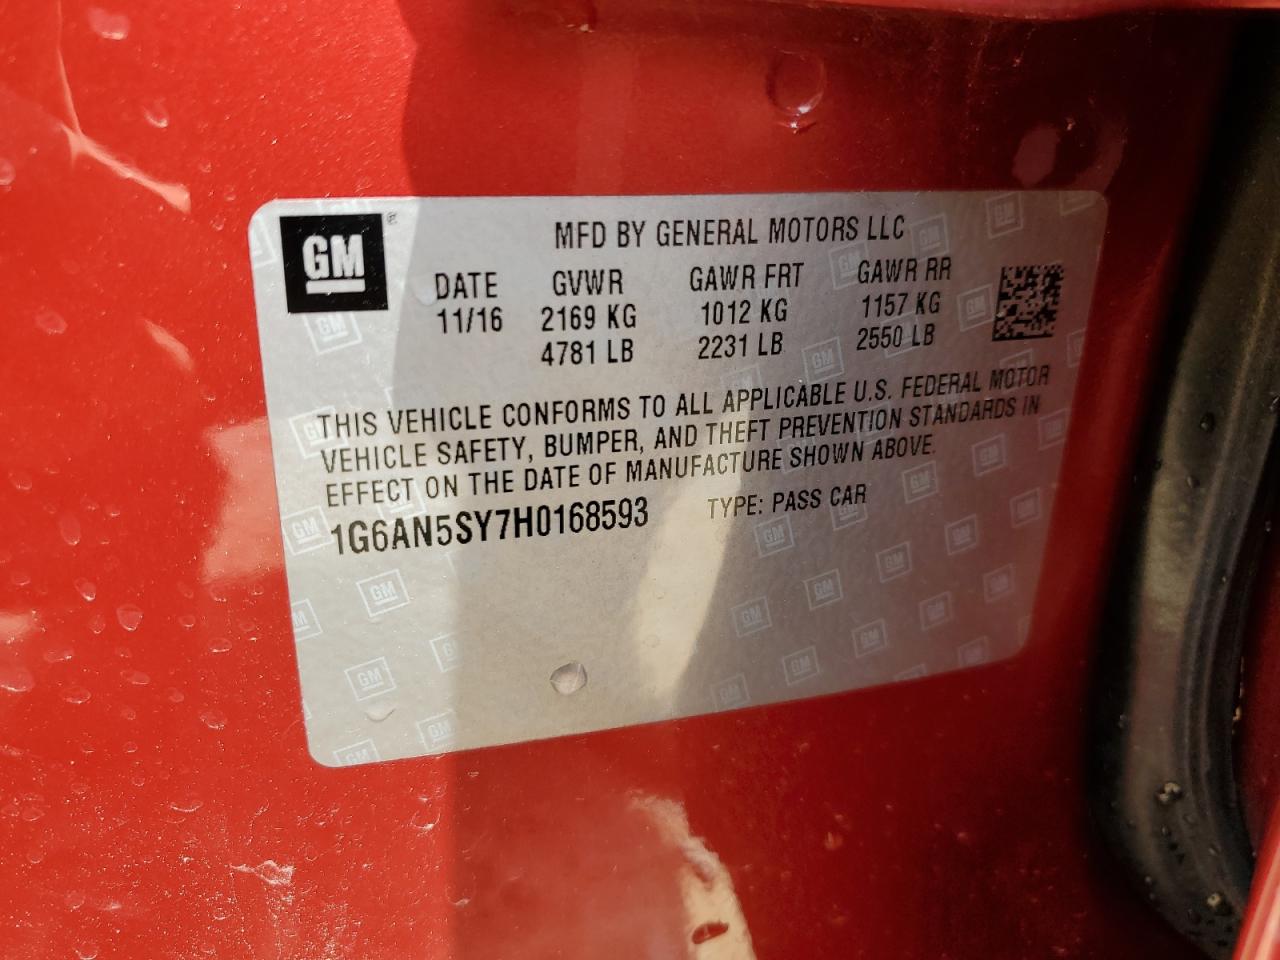 GM ®
MFD BY GENERAL MOTORS LLC
DATE GVWR GAWR FRT GAWR RR
11/16 2169 KG 1012 KG 1157 KG
4781 LB 2231 LB 2550 LB
THIS VEHICLE CONFORMS TO ALL APPLICABLE U.S. FEDERAL MOTOR
VEHICLE SAFETY, BUMPER, AND THEFT PREVENTION STANDARDS IN
EFFECT ON THE DATE OF MANUFACTURE SHOWN ABOVE.
1G6AN5SY7H0168593 TYPE: PASS CAR